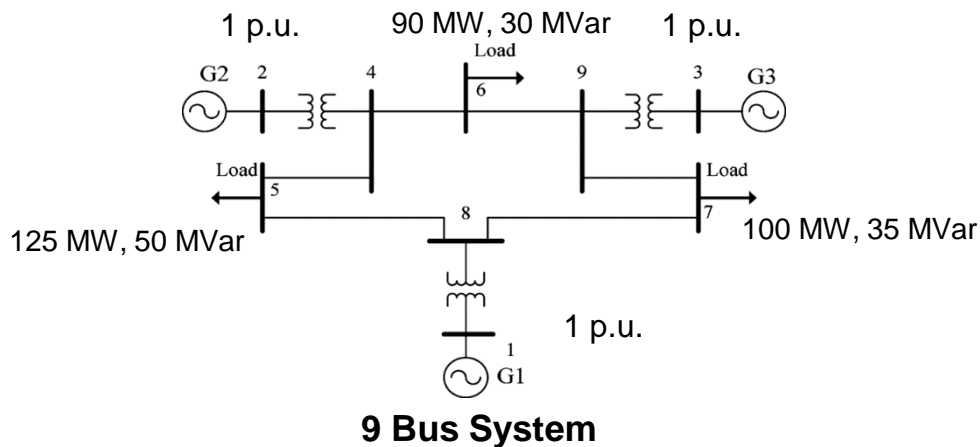 1 p.u.
90 MW, 30 MVar
1 p.u.
Load
G2
2
4
6
9
3
G3
Load
5
Load
7
8
125 MW, 50 MVar
100 MW, 35 MVar
1 p.u.
1
G1
9 Bus System